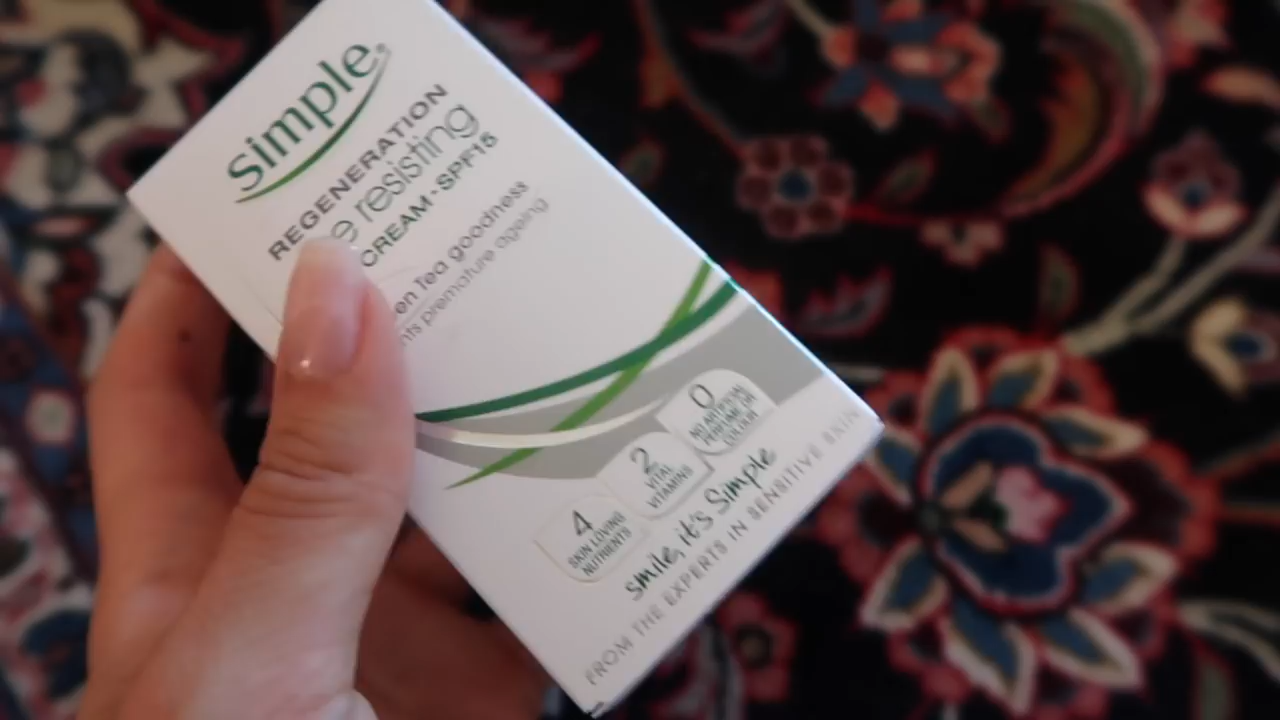 simple®
REGENERATION
e resisting
CREAM-SPF15
en Tea goodness
nts premature ageing
0
NO ARTIFICIAL
PERFUME OR
COLOUR
2
VITAL
VITAMINS
4
SKIN LOVING
NUTRIENTS
smile, it's Simple
FROM THE EXPERTS IN SENSITIVE SKIN